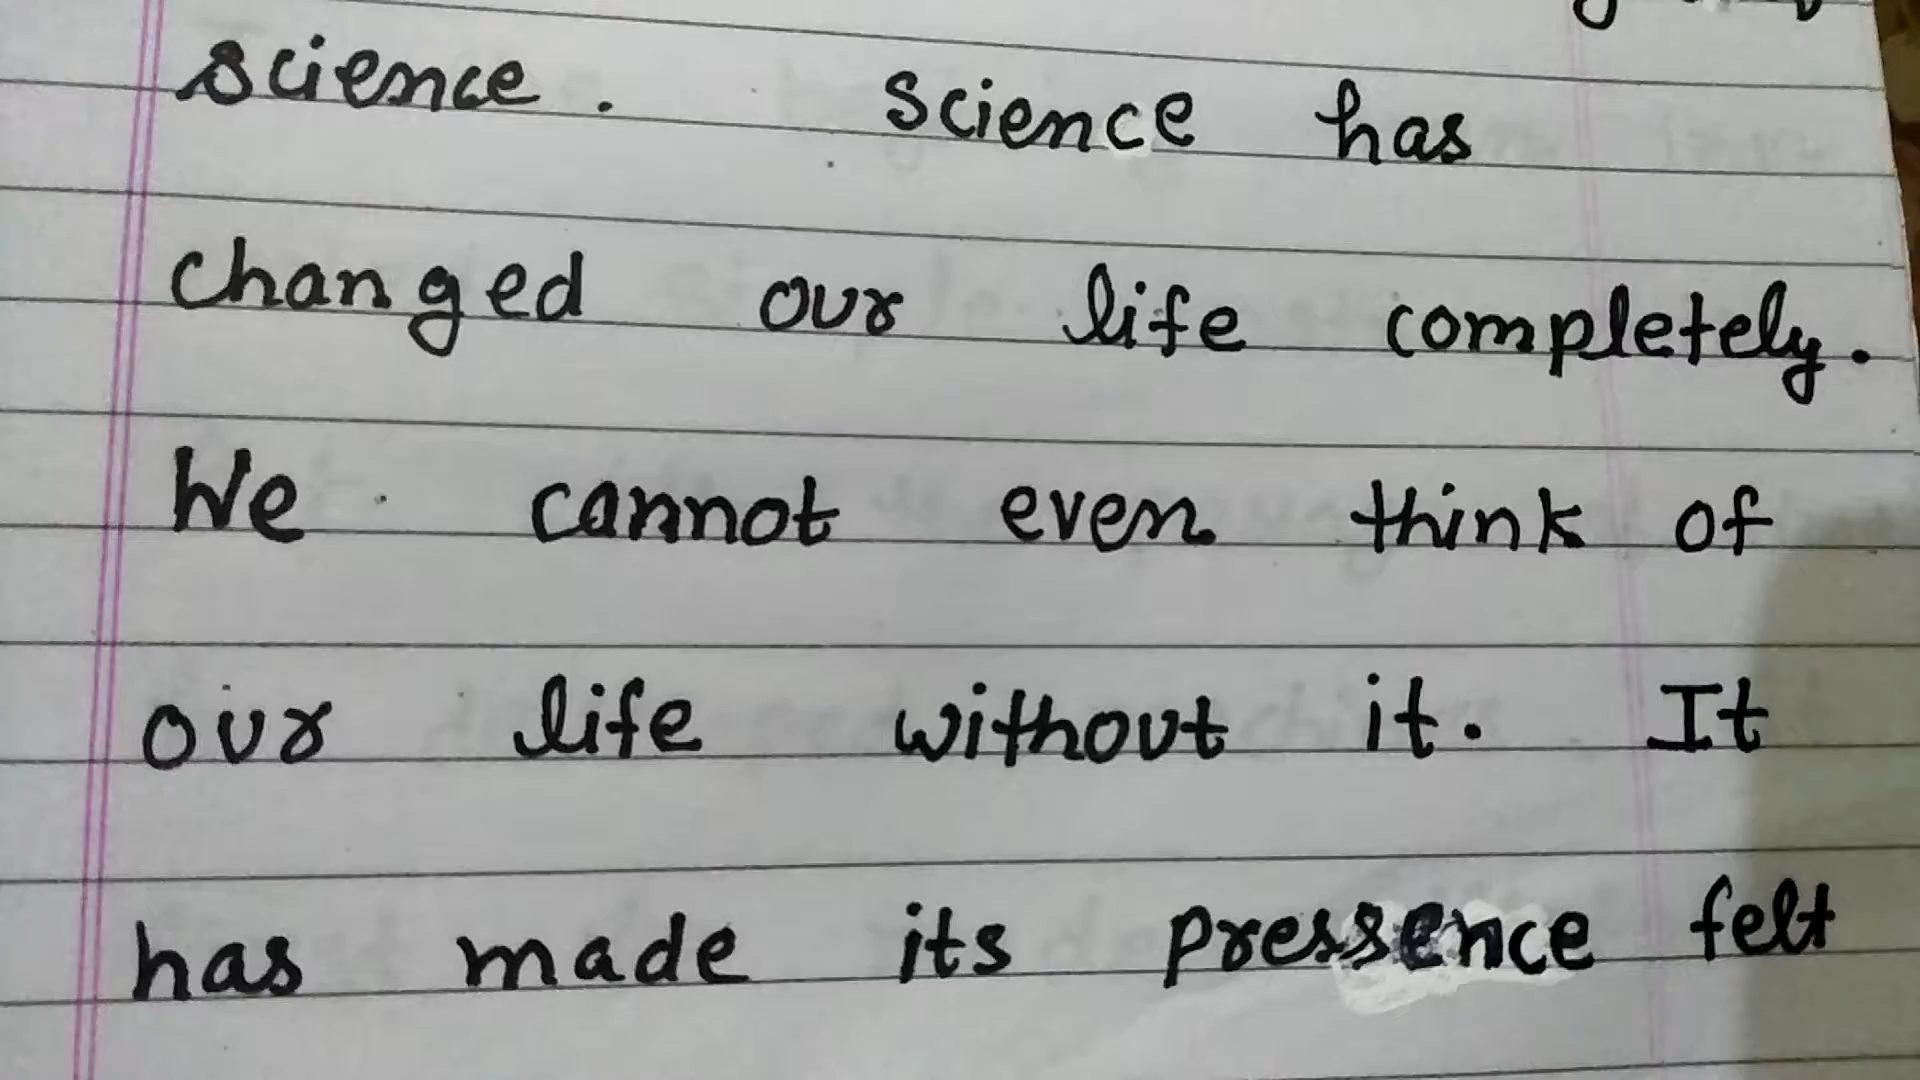 science. Science has
changed our life completely.
We cannot even think of
our life without it. It
has made its pressence felt